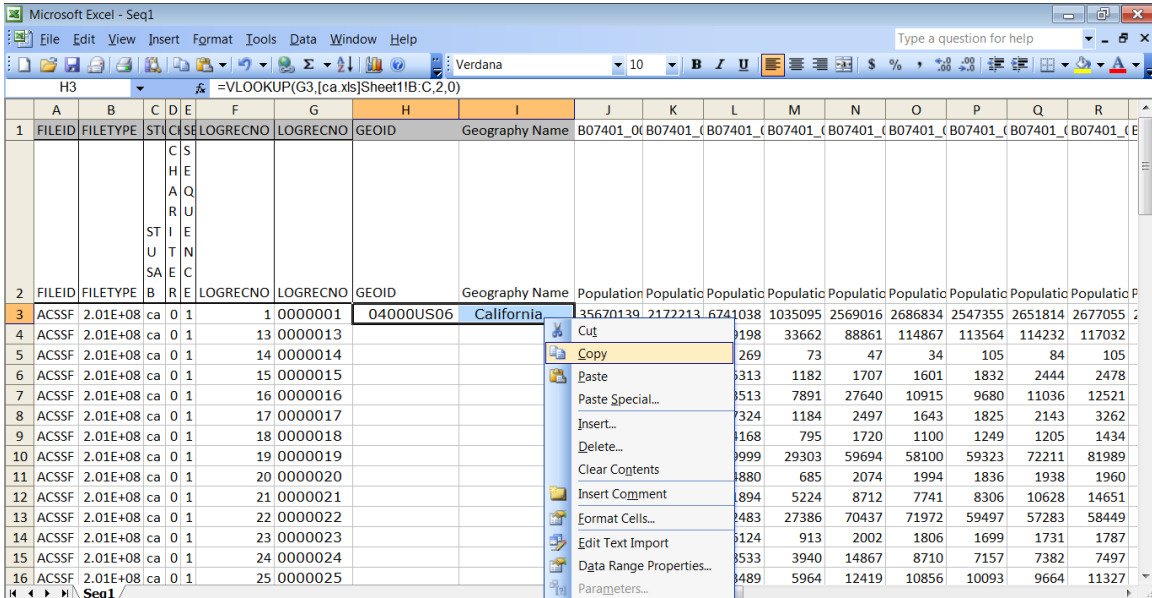 Microsoft Excel - Seq1
File Edit View Insert Format Tools Data Window Help Type a question for help
Verdana 10 B I U $ % ,
H3 fx =VLOOKUP(G3,[ca.xls]Sheet1!B:C,2,0)
A B C D E F G H I J K L M N O P Q R
1 FILEID FILETYPE STU CH SE LOGRECNO LOGRECNO GEOID Geography Name B07401_00 B07401_( B07401_( B07401_( B07401_( B07401_( B07401_( B07401_( B07401_( E
2 FILEID FILETYPE STUSAB CHARITER SEQUENCE LOGRECNO LOGRECNO GEOID Geography Name Population Populatic Populatic Populatic Populatic Populatic Populatic Populatic Populatic P
3 ACSSF 2.01E+08 ca 0 1 1 0000001 04000US06 California 35670139 2172213 6741038 1035095 2569016 2686834 2547355 2651814 2677055 2
4 ACSSF 2.01E+08 ca 0 1 13 0000013 Cut 9198 33662 88861 114867 113564 114232 117032
5 ACSSF 2.01E+08 ca 0 1 14 0000014 Copy 269 73 47 34 105 84 105
6 ACSSF 2.01E+08 ca 0 1 15 0000015 Paste 5313 1182 1707 1601 1832 2444 2478
7 ACSSF 2.01E+08 ca 0 1 16 0000016 Paste Special... 3513 7891 27640 10915 9680 11036 12521
8 ACSSF 2.01E+08 ca 0 1 17 0000017 Insert... 7324 1184 2497 1643 1825 2143 3262
9 ACSSF 2.01E+08 ca 0 1 18 0000018 Delete... 168 795 1720 1100 1249 1205 1434
10 ACSSF 2.01E+08 ca 0 1 19 0000019 Clear Contents 9999 29303 59694 58100 59323 72211 81989
11 ACSSF 2.01E+08 ca 0 1 20 0000020 4880 685 2074 1994 1836 1938 1960
12 ACSSF 2.01E+08 ca 0 1 21 0000021 Insert Comment 1894 5224 8712 7741 8306 10628 14651
13 ACSSF 2.01E+08 ca 0 1 22 0000022 Format Cells... 2483 27386 70437 71972 59497 57283 58449
14 ACSSF 2.01E+08 ca 0 1 23 0000023 Edit Text Import 5124 913 2002 1806 1699 1731 1787
15 ACSSF 2.01E+08 ca 0 1 24 0000024 Data Range Properties... 3533 3940 14867 8710 7157 7382 7497
16 ACSSF 2.01E+08 ca 0 1 25 0000025 Parameters... 3489 5964 12419 10856 10093 9664 11327
Seq1